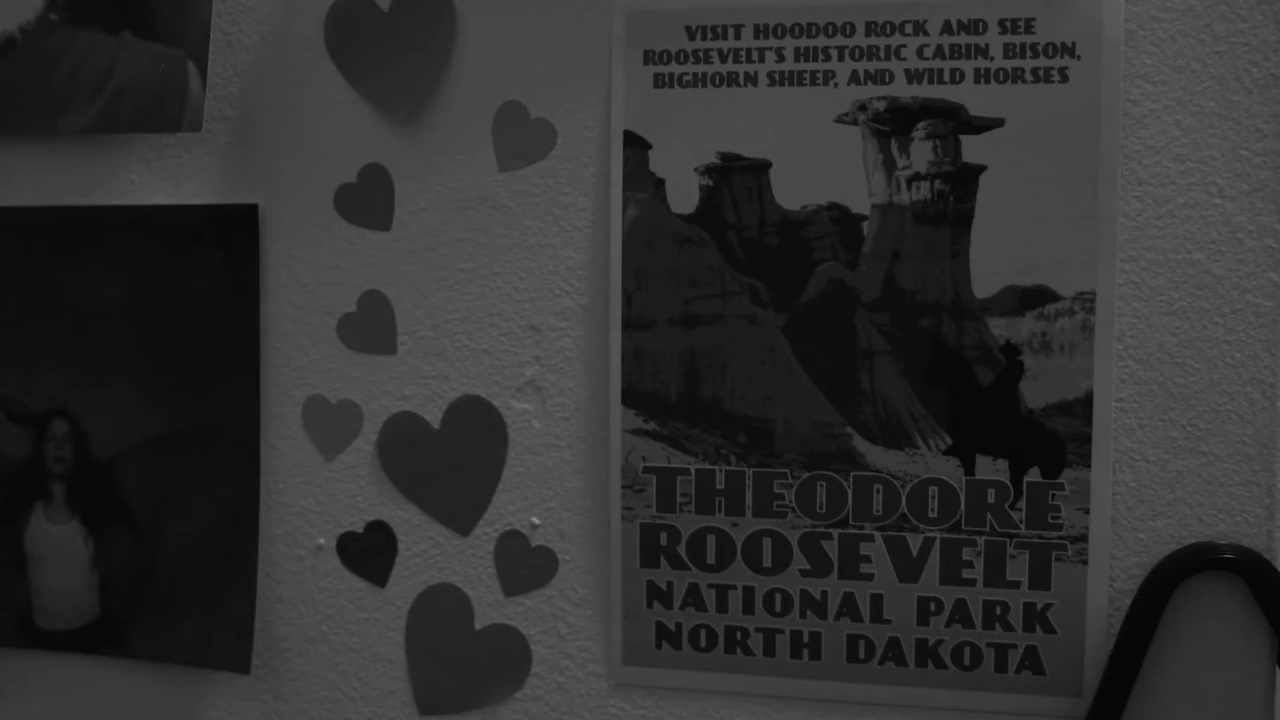 VISIT HOODOO ROCK AND SEE
ROOSEVELT'S HISTORIC CABIN, BISON,
BIGHORN SHEEP, AND WILD HORSES
THEODORE
ROOSEVELT
NATIONAL PARK
NORTH DAKOTA